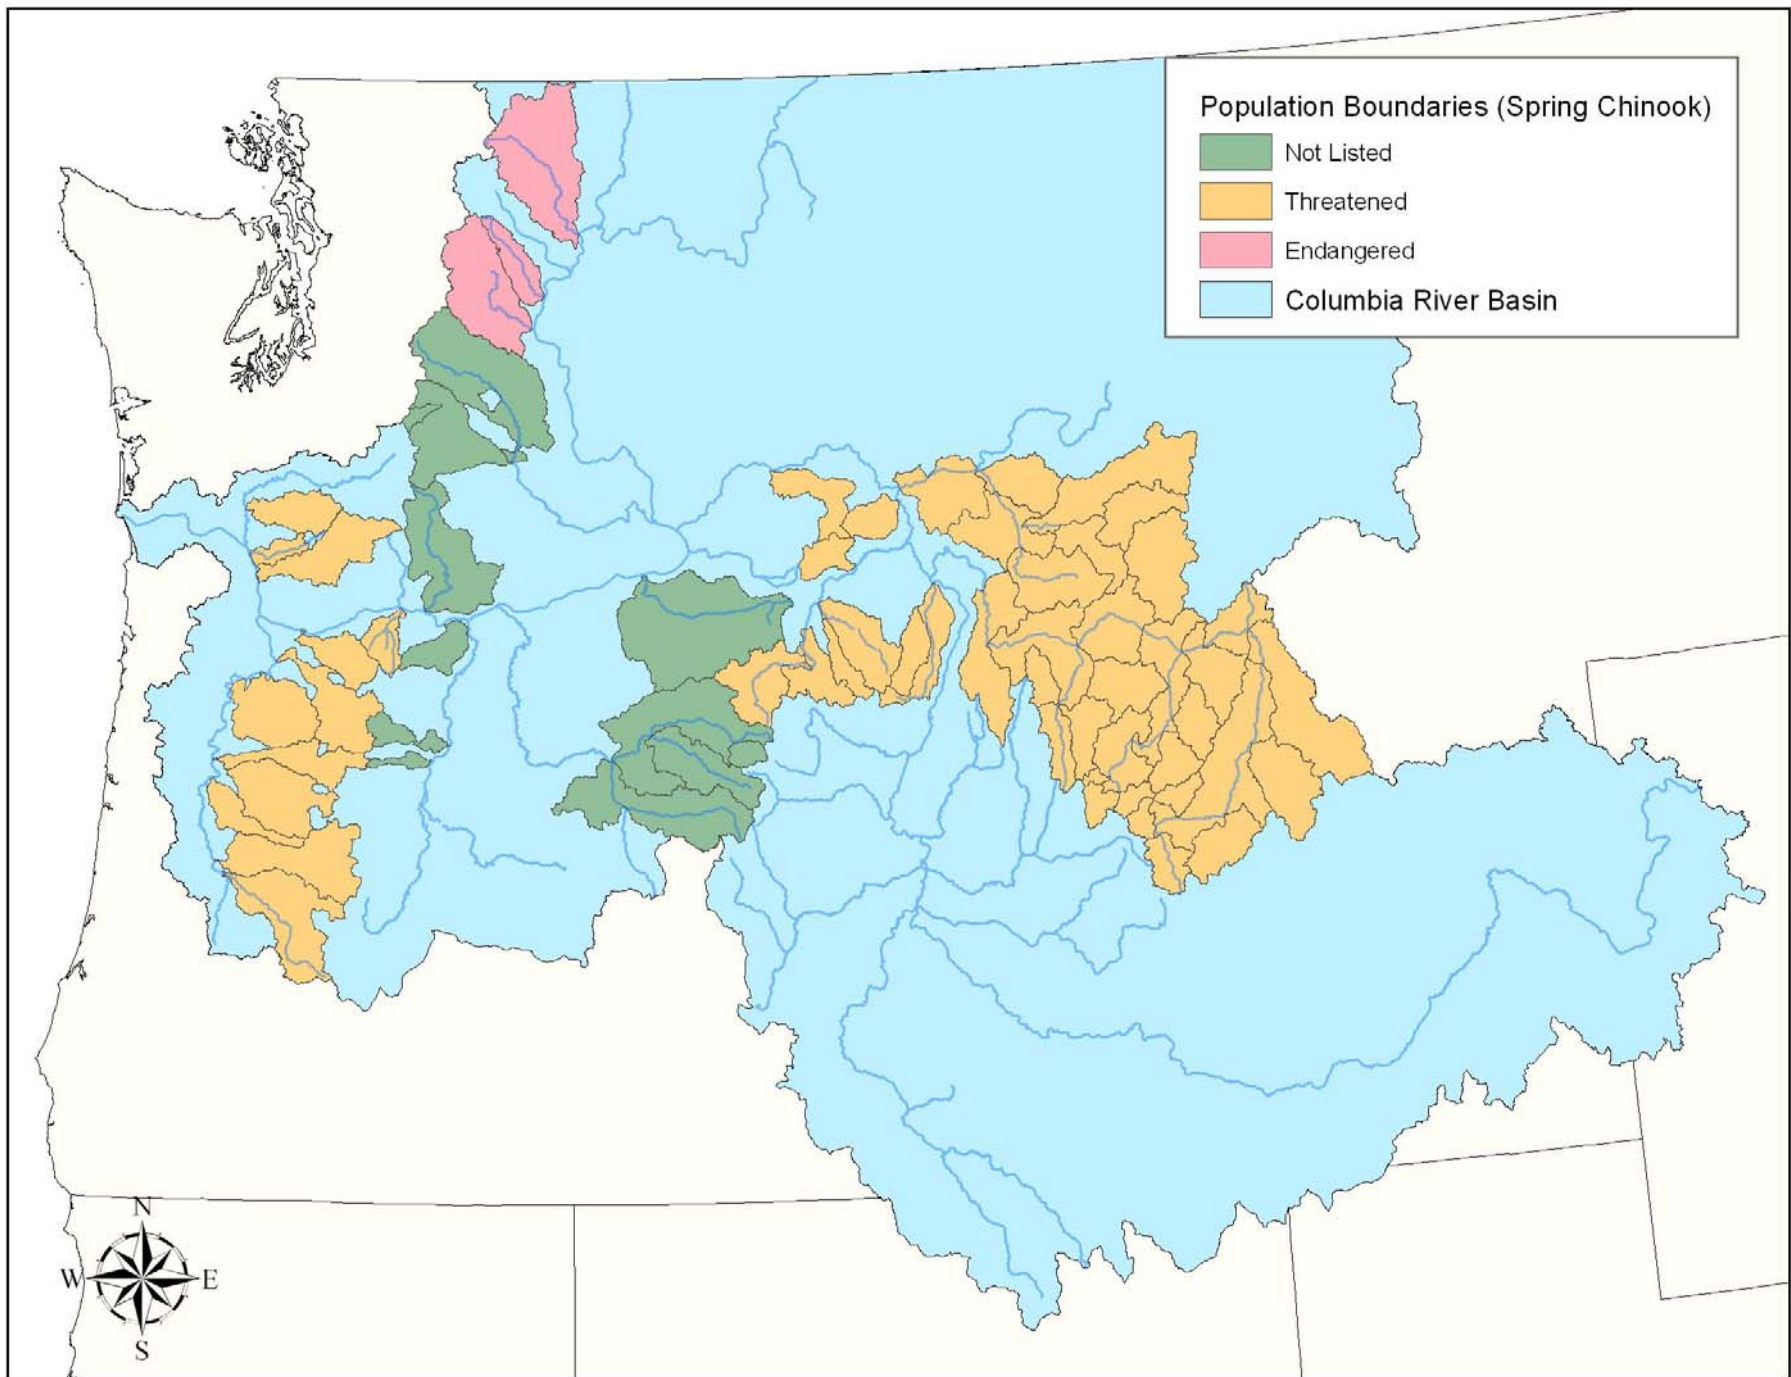 Population Boundaries (Spring Chinook)
Not Listed
Threatened
Endangered
Columbia River Basin
N
W E
S